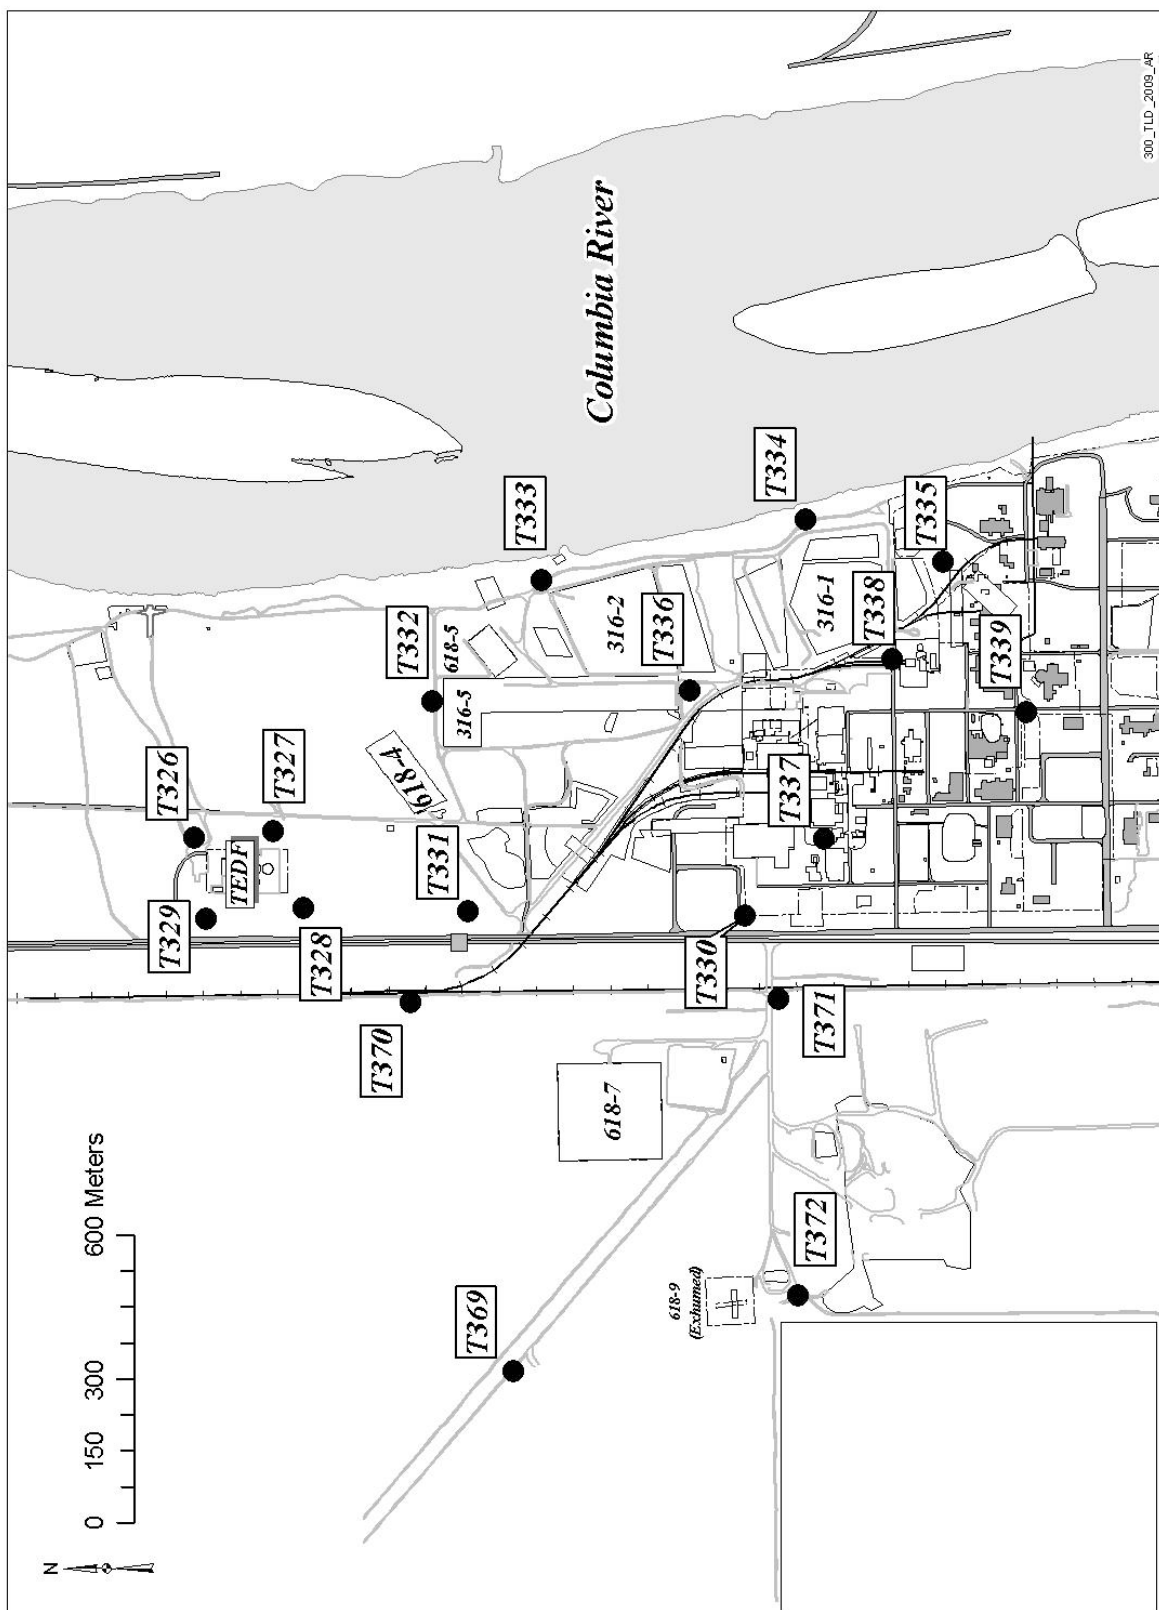 N
0 150 300 600 Meters
T326
T327
TEDF
T329
T328
T370
T331
618-4
T332
618-5
316-5
T333
316-2
T336
Columbia River
T334
316-1
T335
T338
T339
T337
T330
T371
618-7
T369
618-9
(Exhumed)
T372
300_TLD_2009_AR